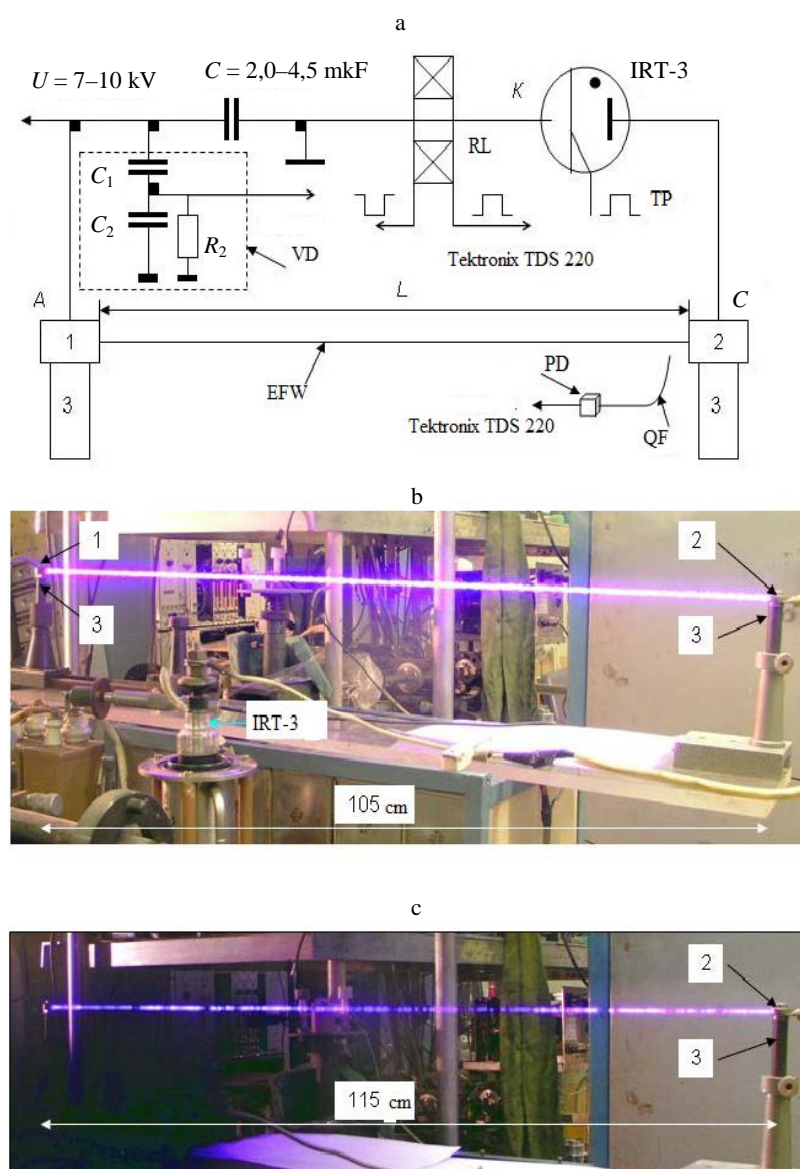 a
U = 7–10 kV
C = 2,0–4,5 mkF
K
IRT-3
RL
C1
C2
R2
VD
TP
Tektronix TDS 220
A
L
C
1
2
EFW
PD
3
3
Tektronix TDS 220
QF
b
1
2
3
3
IRT-3
105 cm
c
2
3
115 cm